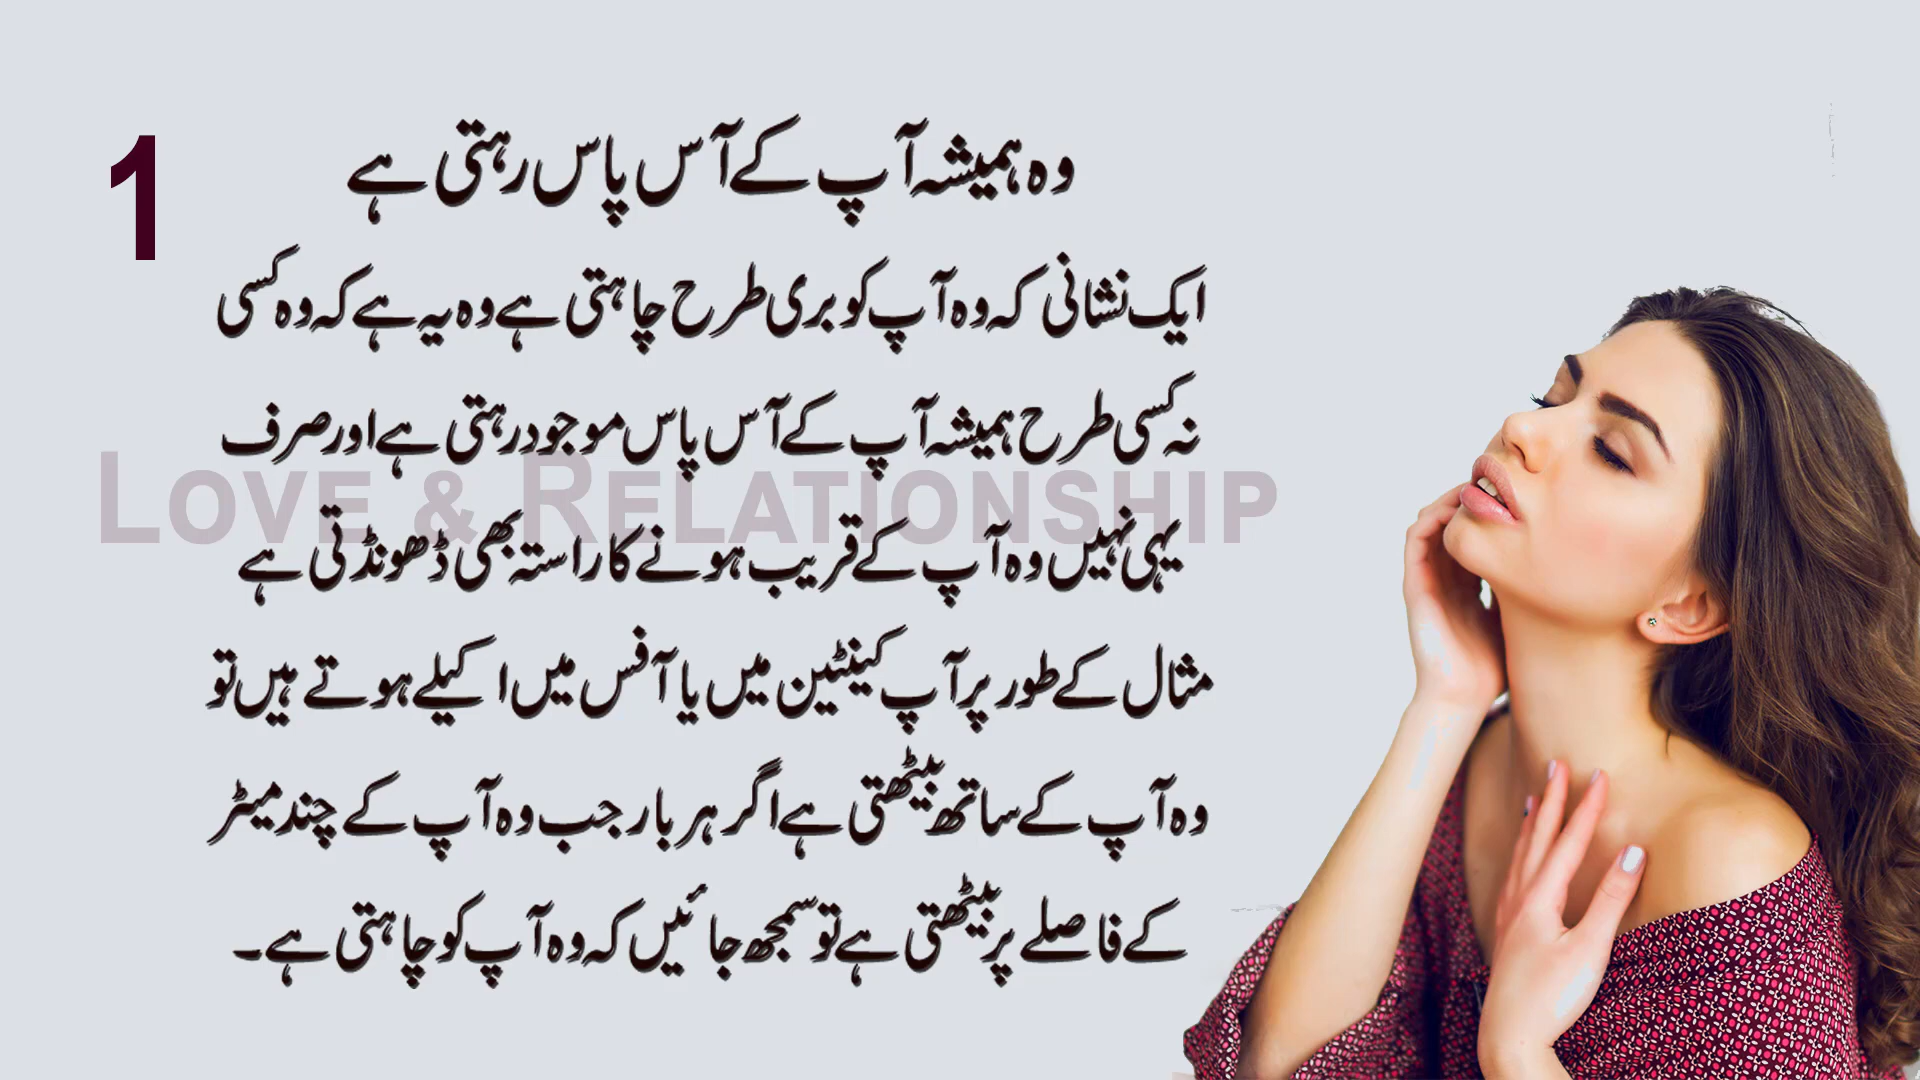 1
وہ ہمیشہ آپ کے آس پاس رہتی ہے
ایک نشانی کہ وہ آپ کو بری طرح چاہتی ہے وہ یہ ہے کہ وہ کسی
نہ کسی طرح ہمیشہ آپ کے آس پاس موجود رہتی ہے اور صرف
LOVE & RELATIONSHIP
یہی نہیں وہ آپ کے قریب ہونے کا راستہ بھی ڈھونڈتی ہے
مثال کے طور پر آپ کینٹین میں یا آفس میں اکیلے ہوتے ہیں تو
وہ آپ کے ساتھ بیٹھتی ہے اگر ہر بار جب وہ آپ کے چند میٹر
کے فاصلے پر بیٹھتی ہے تو سمجھ جائیں کہ وہ آپ کو چاہتی ہے۔